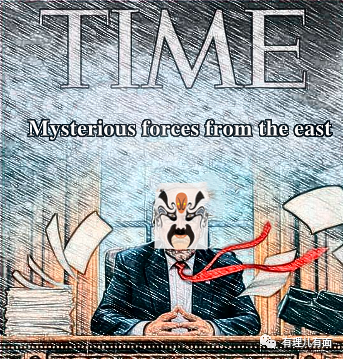 TIME
Mysterious forces from the east
有理儿有面